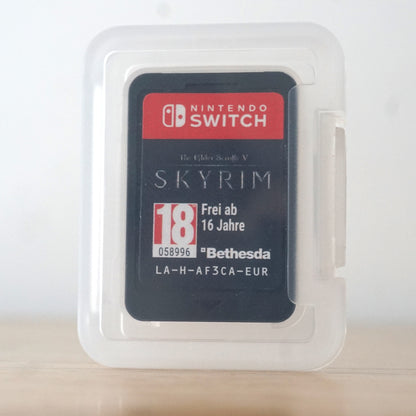 NINTENDO
SWITCH
The Elder Scrolls V
SKYRIM
18
058996
Frei ab
16 Jahre
Bethesda
LA-H-AF3CA-EUR